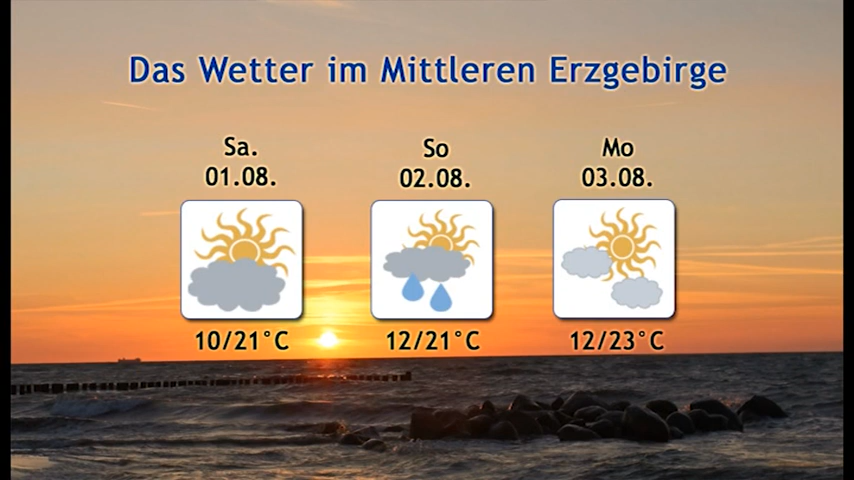 Das Wetter im Mittleren Erzgebirge
Sa.
01.08.
So
02.08.
Mo
03.08.
10/21°C
12/21°C
12/23°C